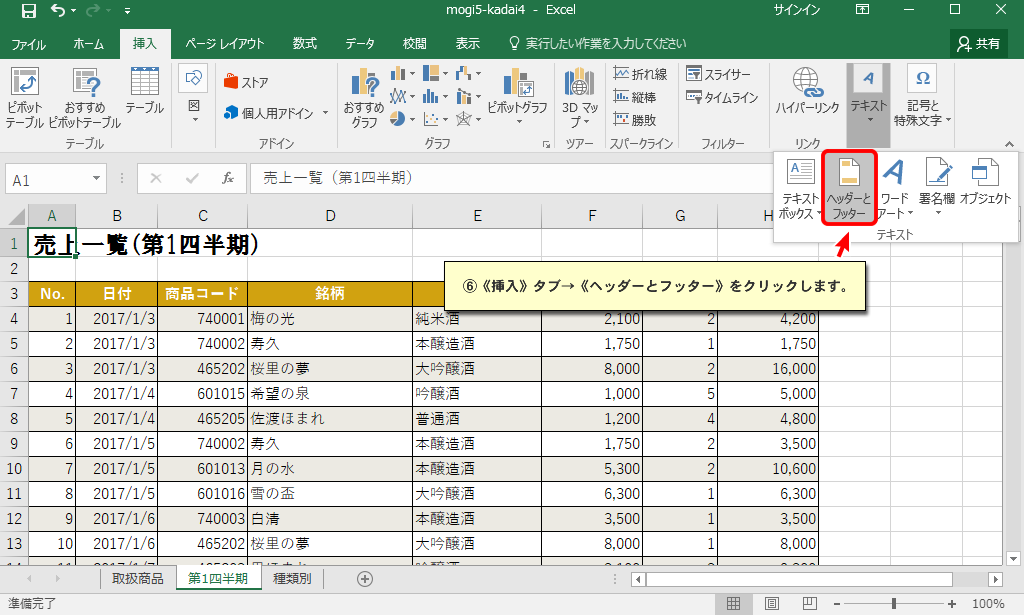 mogi5-kadai4 - Excel
サインイン
ファイル ホーム 挿入 ページ レイアウト 数式 データ 校閲 表示 実行したい作業を入力してください 共有
ピボット
テーブル
おすすめ
ピボットテーブル
テーブル
図
ストア
個人用アドイン
おすすめ
グラフ
ピボットグラフ
3D マッ
プ
折れ線
縦棒
勝敗
スライサー
タイムライン
ハイパーリンク
テキスト
記号と
特殊文字
テーブル アドイン グラフ ツアー スパークライン フィルター リンク
テキスト
ボックス
ヘッダーと
フッター
ワード
アート
署名欄
オブジェクト
テキスト
A1 fx 売上一覧（第1四半期）
A B C D E F G H
1 売上一覧(第1四半期)
2
⑥《挿入》タブ→《ヘッダーとフッター》をクリックします。
3 No. 日付 商品コード 銘柄
4 1 2017/1/3 740001 梅の光 純米酒 2,100 2 4,200
5 2 2017/1/3 740002 寿久 本醸造酒 1,750 1 1,750
6 3 2017/1/3 465202 桜里の夢 大吟醸酒 8,000 2 16,000
7 4 2017/1/4 601015 希望の泉 吟醸酒 1,000 5 5,000
8 5 2017/1/4 465205 佐渡ほまれ 普通酒 1,200 4 4,800
9 6 2017/1/5 740002 寿久 本醸造酒 1,750 2 3,500
10 7 2017/1/5 601013 月の水 本醸造酒 5,300 2 10,600
11 8 2017/1/5 601016 雪の盃 大吟醸酒 6,300 1 6,300
12 9 2017/1/6 740003 白清 本醸造酒 3,500 1 3,500
13 10 2017/1/6 465202 桜里の夢 大吟醸酒 8,000 1 8,000
取扱商品 第1四半期 種類別
準備完了
100%